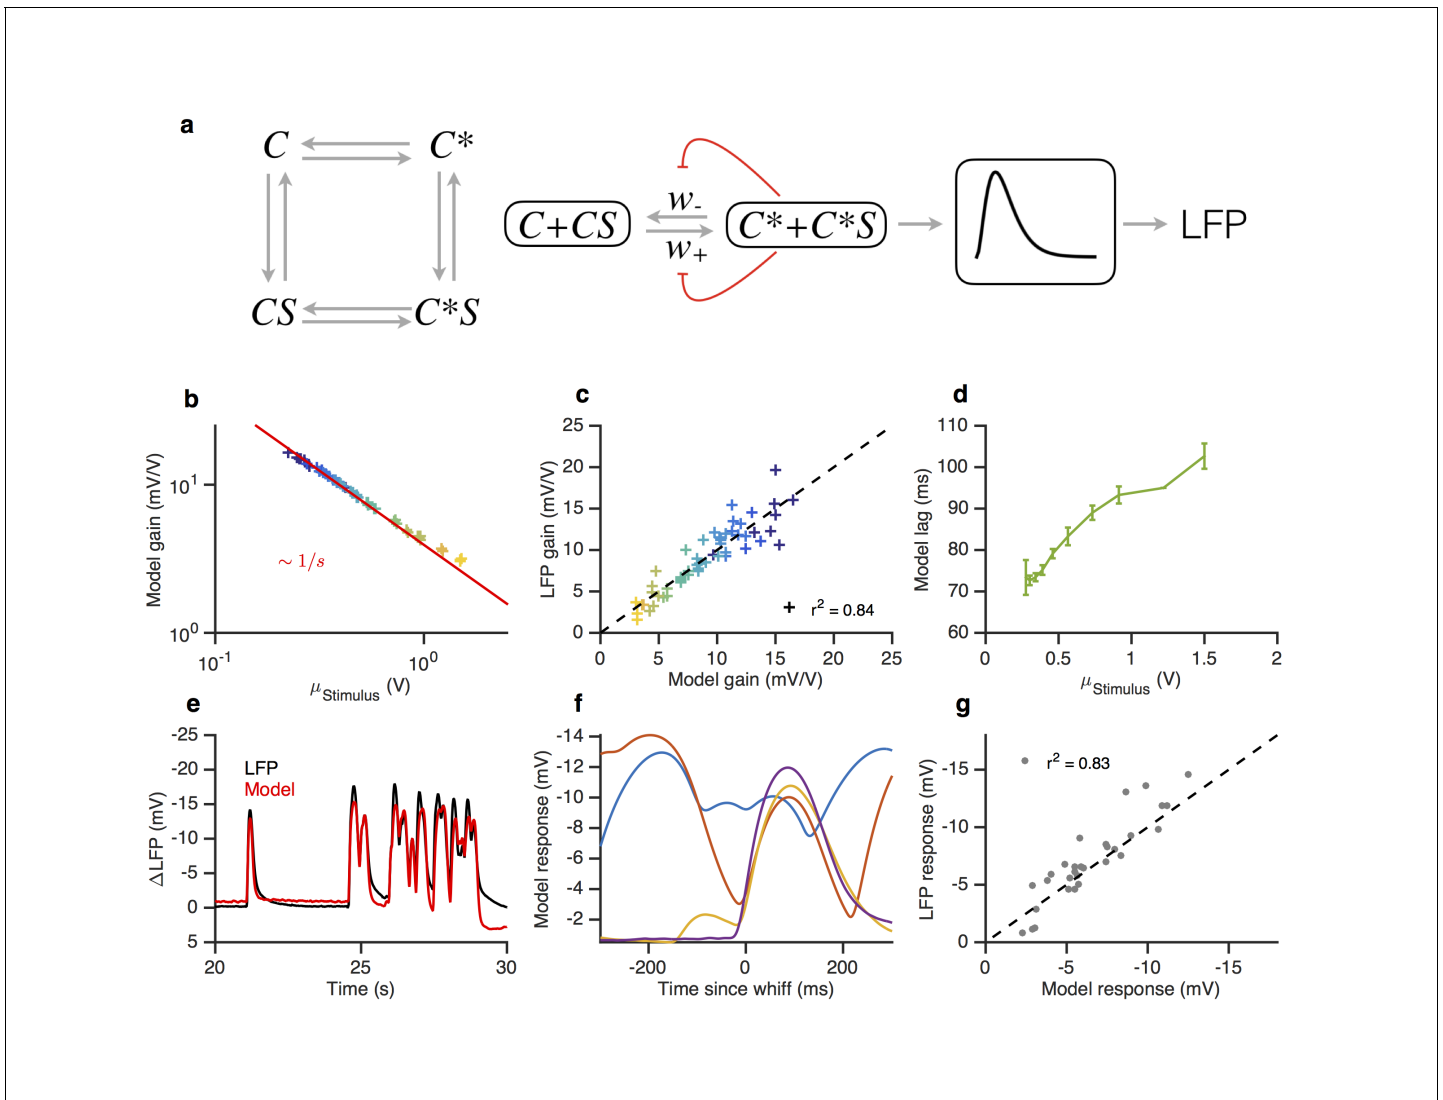 a
C
C*
CS
C*S
C+CS
w-
w+
C*+C*S
LFP
b
Model gain (mV/V)
10^1
10^0
10^-1
10^0
~ 1/s
μ Stimulus (V)
c
LFP gain (mV/V)
25
20
15
10
5
0
0
5
10
15
20
25
r² = 0.84
Model gain (mV/V)
d
Model lag (ms)
110
100
90
80
70
60
0
0.5
1
1.5
2
μ Stimulus (V)
e
△LFP (mV)
-25
-20
-15
-10
-5
0
5
LFP
Model
20
25
30
Time (s)
f
Model response (mV)
-14
-12
-10
-8
-6
-4
-2
-200
0
200
Time since whiff (ms)
g
LFP response (mV)
-15
-10
-5
0
r² = 0.83
0
-5
-10
-15
Model response (mV)